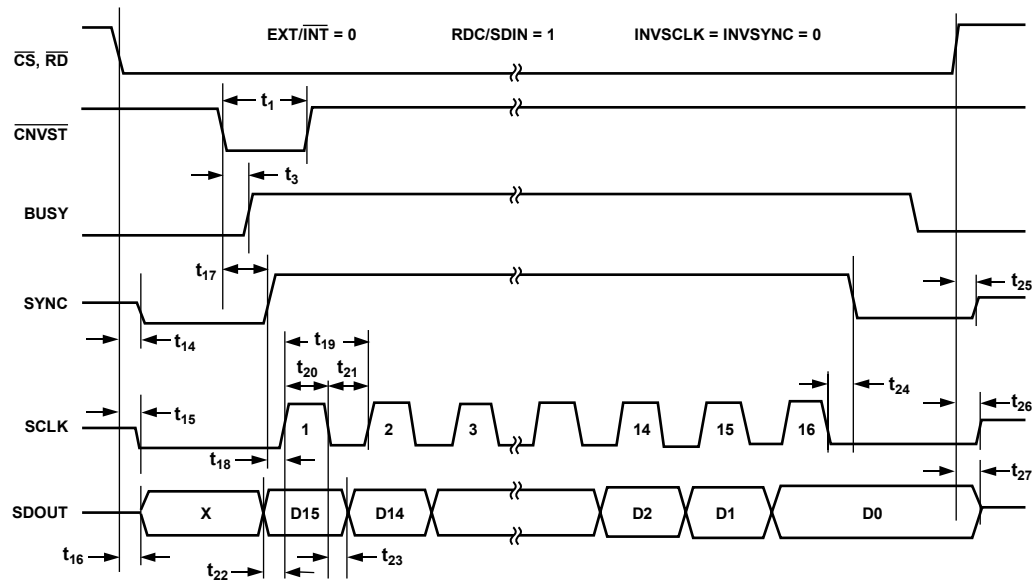 EXT/INT = 0 RDC/SDIN = 1 INVSCLK = INVSYNC = 0
CS, RD
t1
CNVST
t3
BUSY
t17
SYNC
t25
t14
t19
t20 t21
t24
t15
t26
SCLK
1 2 3 14 15 16
t18
t27
SDOUT
X D15 D14 D2 D1 D0
t16
t22
t23